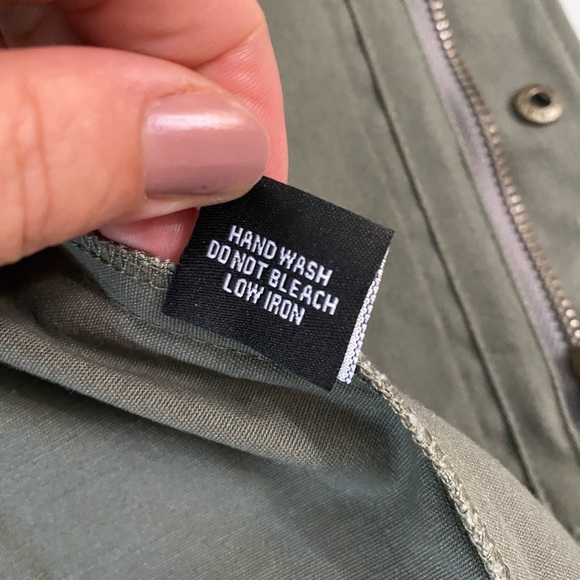 HAND WASH
DO NOT BLEACH
LOW IRON